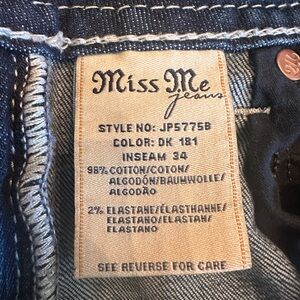 Miss Me
jeans
STYLE NO: JP5775B
COLOR: DK 181
INSEAM 34
98% COTTON/COTON/
ALGODÓN/BAUMWOLLE/
ALGODÃO
2% ELASTANE/ÉLASTHANNE/
ELASTANO/ELASTAN/
ELASTANO
SEE REVERSE FOR CARE